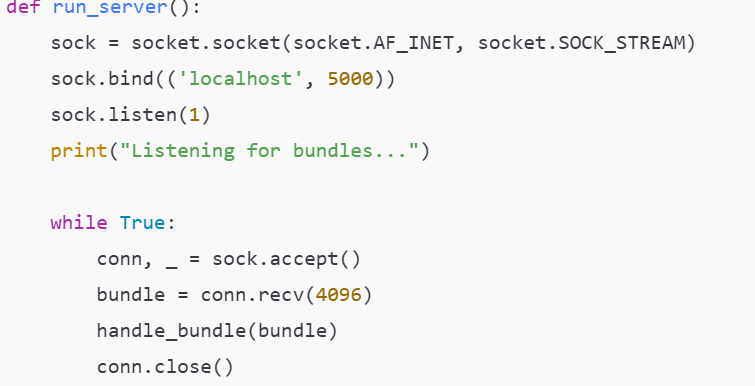 def run_server():
    sock = socket.socket(socket.AF_INET, socket.SOCK_STREAM)
    sock.bind(('localhost', 5000))
    sock.listen(1)
    print("Listening for bundles...")

    while True:
        conn, _ = sock.accept()
        bundle = conn.recv(4096)
        handle_bundle(bundle)
        conn.close()